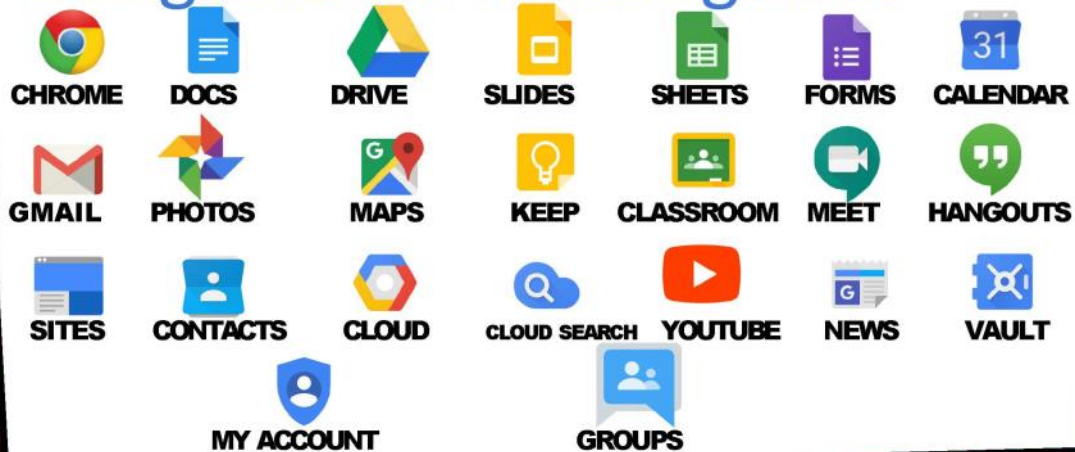 CHROME DOCS DRIVE SLIDES SHEETS FORMS CALENDAR
31
GMAIL PHOTOS MAPS KEEP CLASSROOM MEET HANGOUTS
G
SITES CONTACTS CLOUD CLOUD SEARCH YOUTUBE NEWS VAULT
G
MY ACCOUNT GROUPS